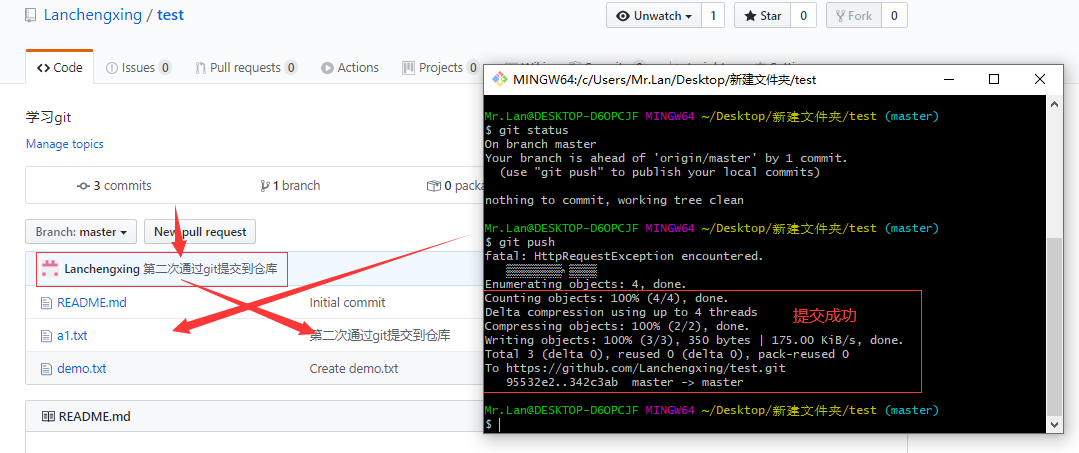 Lanchengxing / test
Unwatch 1
Star 0
Fork 0
Code
Issues 0
Pull requests 0
Actions
Projects 0
学习git
Manage topics
3 commits
1 branch
0 packa
Branch: master
New pull request
Lanchengxing 第二次通过git提交到仓库
README.md Initial commit
a1.txt 第二次通过git提交到仓库
demo.txt Create demo.txt
README.md
MINGW64:/c/Users/Mr.Lan/Desktop/新建文件夹/test
Mr.Lan@DESKTOP-D6OPCJF MINGW64 ~/Desktop/新建文件夹/test (master)
$ git status
On branch master
Your branch is ahead of 'origin/master' by 1 commit.
(use "git push" to publish your local commits)
nothing to commit, working tree clean
Mr.Lan@DESKTOP-D6OPCJF MINGW64 ~/Desktop/新建文件夹/test (master)
$ git push
fatal: HttpRequestException encountered.
Enumerating objects: 4, done.
Counting objects: 100% (4/4), done.
Delta compression using up to 4 threads
提交成功
Compressing objects: 100% (2/2), done.
Writing objects: 100% (3/3), 350 bytes | 175.00 KiB/s, done.
Total 3 (delta 0), reused 0 (delta 0), pack-reused 0
To https://github.com/Lanchengxing/test.git
95532e2..342c3ab master -> master
Mr.Lan@DESKTOP-D6OPCJF MINGW64 ~/Desktop/新建文件夹/test (master)
$